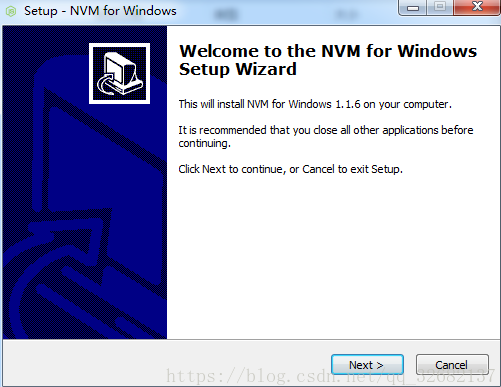 Setup - NVM for Windows
Welcome to the NVM for Windows
Setup Wizard
This will install NVM for Windows 1.1.6 on your computer.
It is recommended that you close all other applications before
continuing.
Click Next to continue, or Cancel to exit Setup.
Next >
Cancel
https://blog.csdn.net/qq_32682137